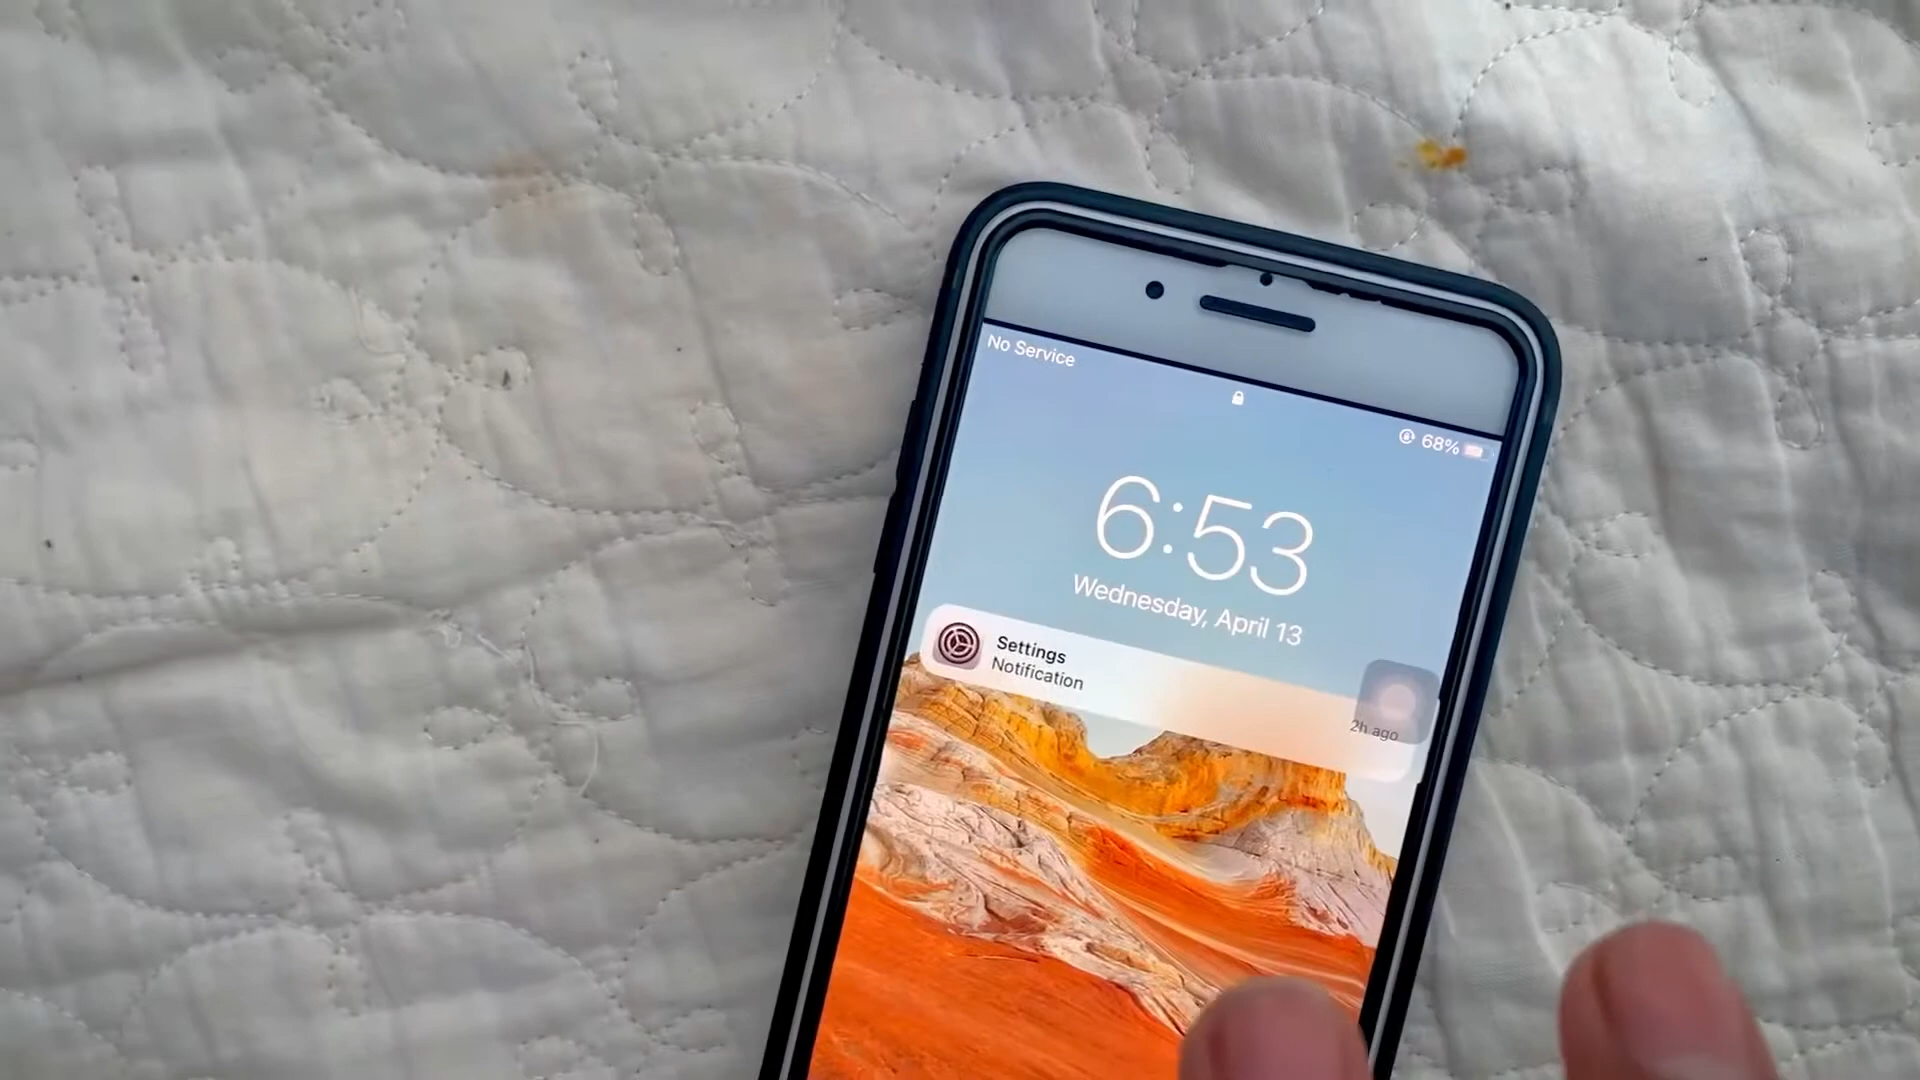 No Service
68%
6:53
Wednesday, April 13
Settings
Notification
2h ago